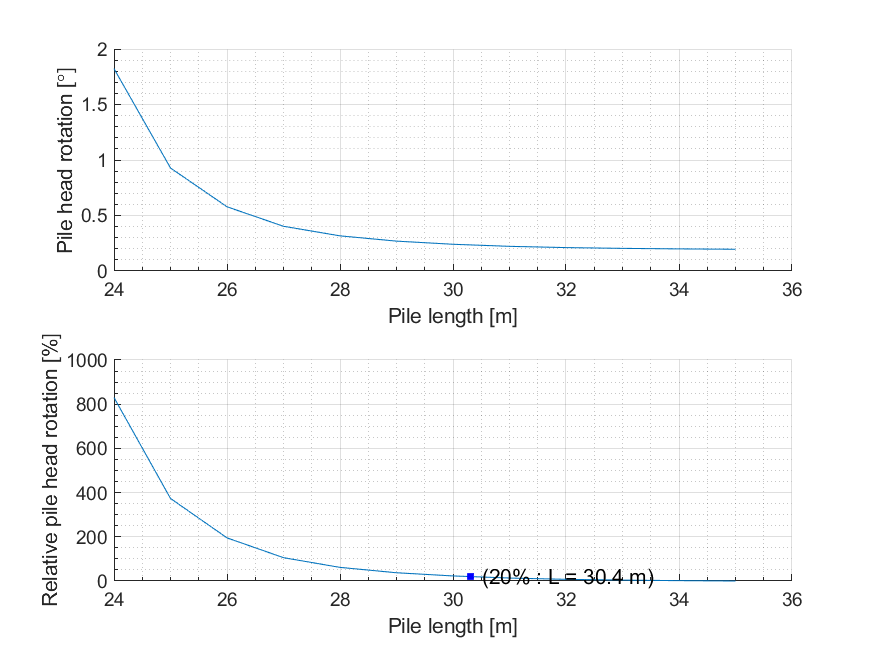 Pile head rotation [°]
2
1.5
1
0.5
0
24 26 28 30 32 34 36
Pile length [m]
Relative pile head rotation [%]
1000
800
600
400
200
0
(20% : L = 30.4 m)
24 26 28 30 32 34 36
Pile length [m]